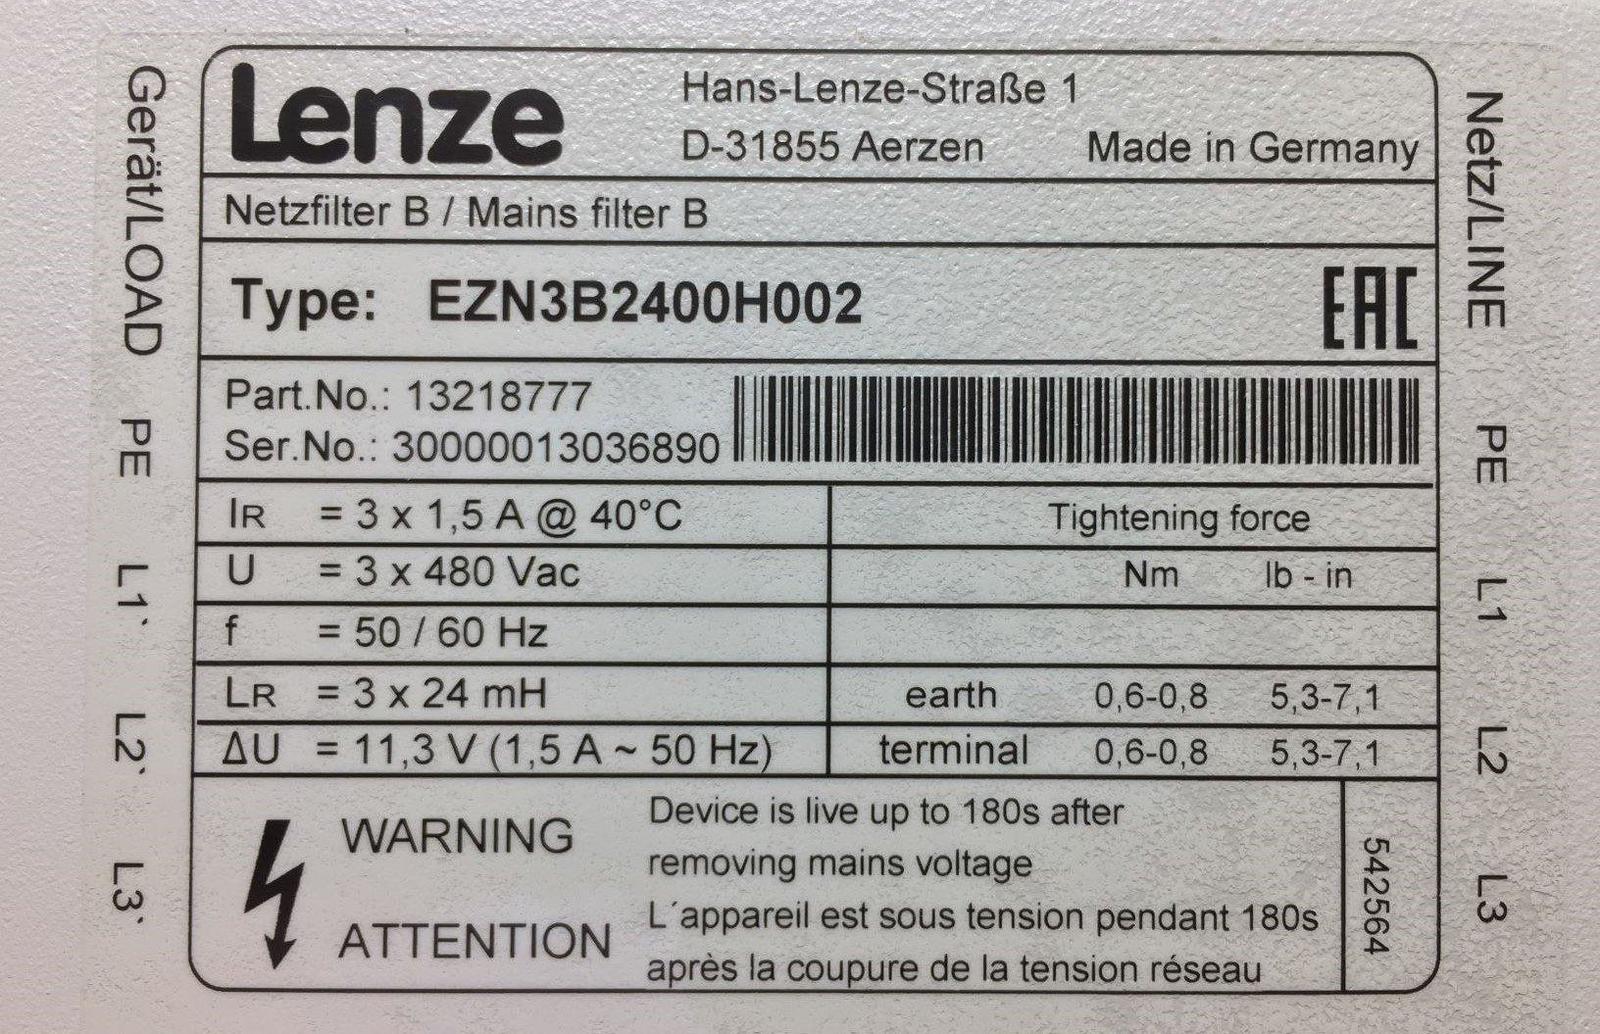 Lenze
Hans-Lenze-Straße 1
D-31855 Aerzen Made in Germany
Netzfilter B / Mains filter B
Type: EZN3B2400H002
EAC
Part.No.: 13218777
Ser.No.: 30000013036890
IR = 3 x 1,5 A @ 40°C Tightening force
U = 3 x 480 Vac Nm lb - in
f = 50 / 60 Hz
LR = 3 x 24 mH earth 0,6-0,8 5,3-7,1
ΔU = 11,3 V (1,5 A ~ 50 Hz) terminal 0,6-0,8 5,3-7,1
WARNING
ATTENTION
Device is live up to 180s after
removing mains voltage
L´appareil est sous tension pendant 180s
après la coupure de la tension réseau
542564
Gerät/LOAD PE L1` L2` L3`
Netz/LINE PE L1 L2 L3